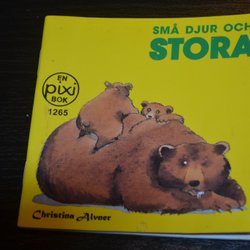 SMÅ DJUR OCH
STORA
EN
pixi
BOK
1265
Christina Alvner